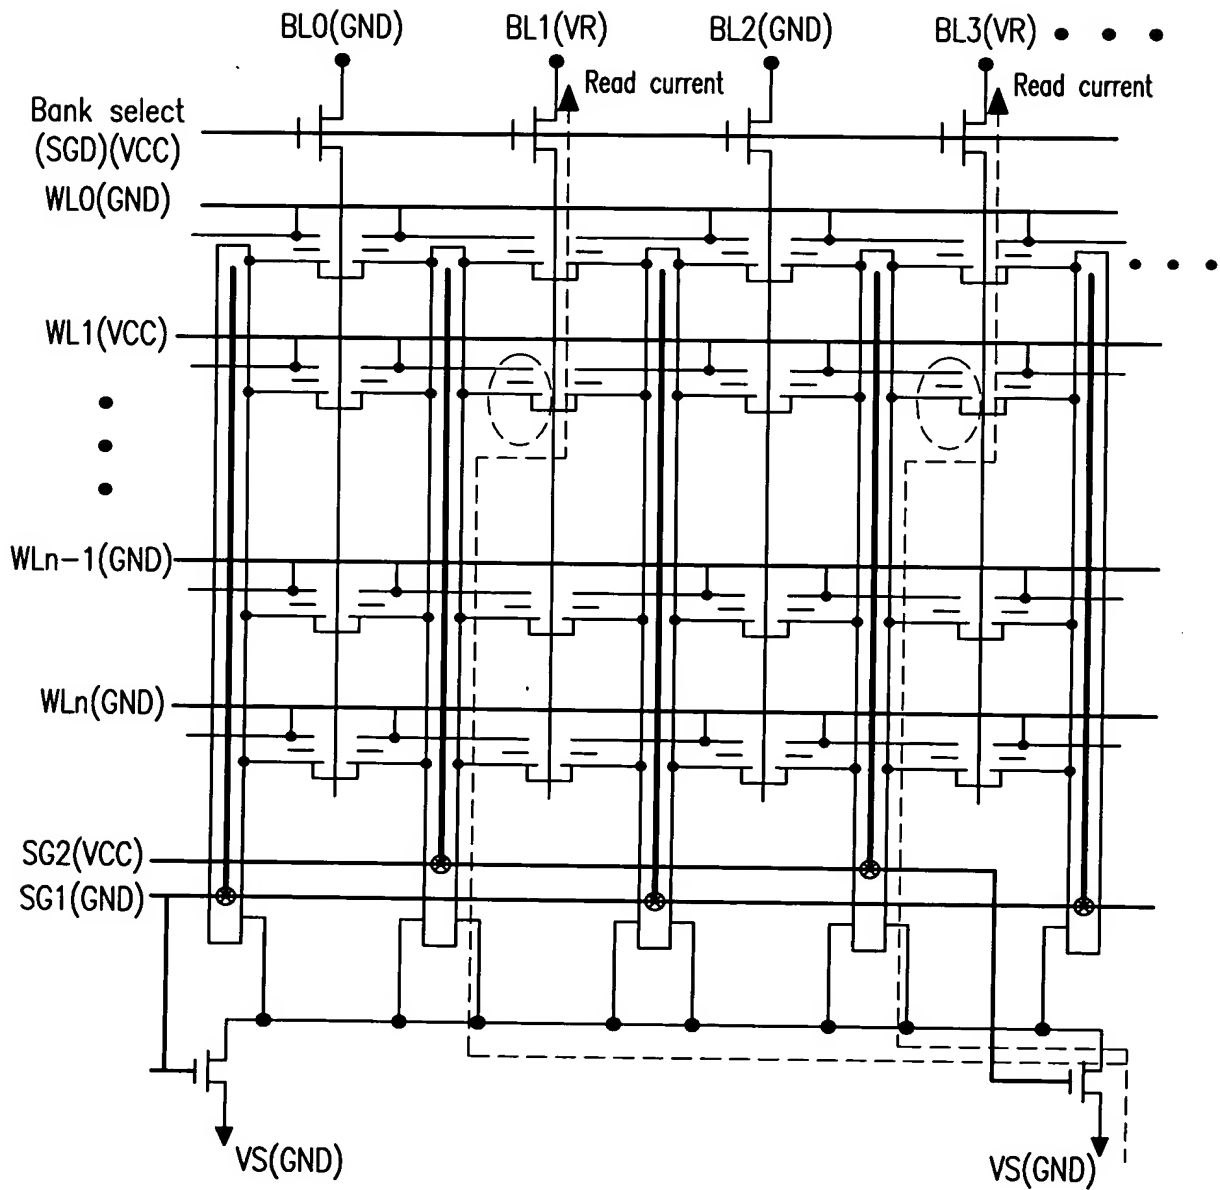 BL0(GND) BL1(VR) BL2(GND) BL3(VR)
Read current Read current
Bank select
(SGD)(VCC)
WL0(GND)
WL1(VCC)
WLn-1(GND)
WLn(GND)
SG2(VCC)
SG1(GND)
VS(GND) VS(GND)